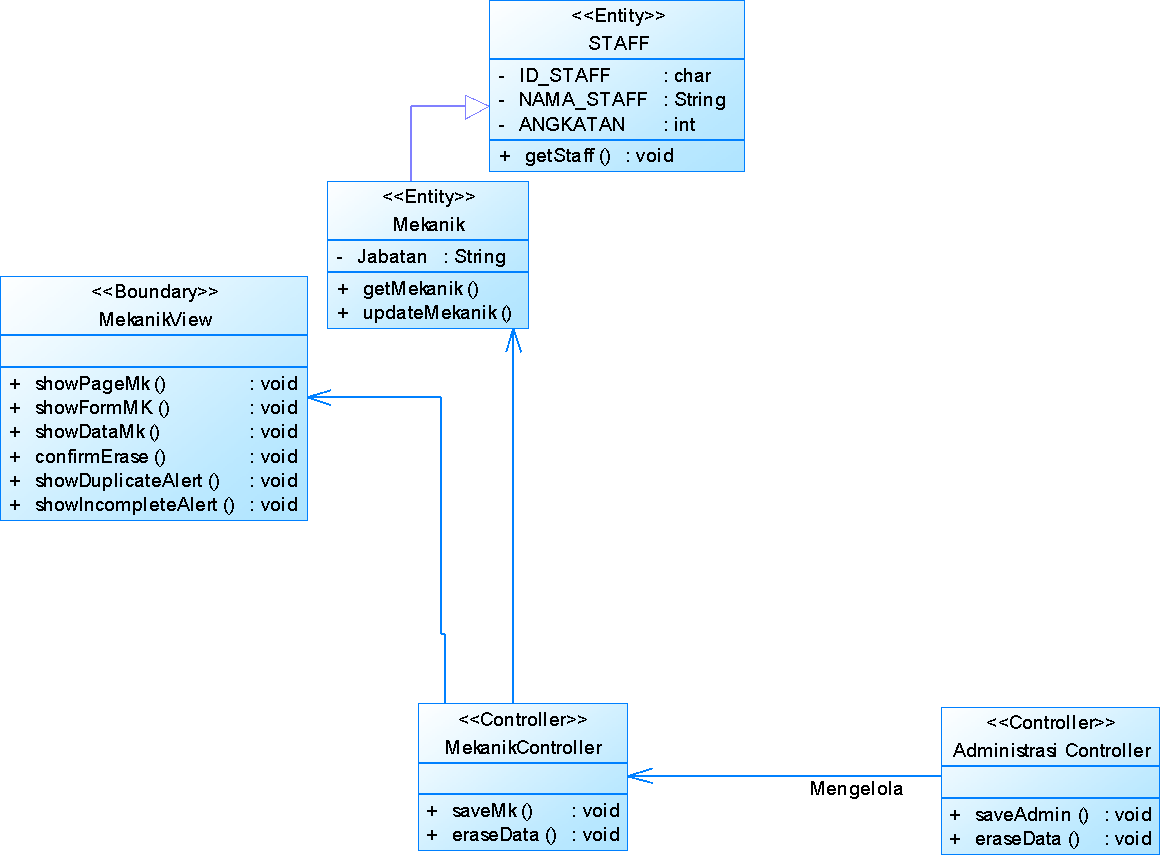 <<Entity>>
STAFF
- ID_STAFF : char
- NAMA_STAFF : String
- ANGKATAN : int
+ getStaff () : void
<<Entity>>
Mekanik
- Jabatan : String
+ getMekanik ()
+ updateMekanik ()
<<Boundary>>
MekanikView
+ showPageMk () : void
+ showFormMK () : void
+ showDataMk () : void
+ confirmErase () : void
+ showDuplicateAlert () : void
+ showIncompleteAlert () : void
<<Controller>>
MekanikController
+ saveMk () : void
+ eraseData () : void
Mengelola
<<Controller>>
Administrasi Controller
+ saveAdmin () : void
+ eraseData () : void